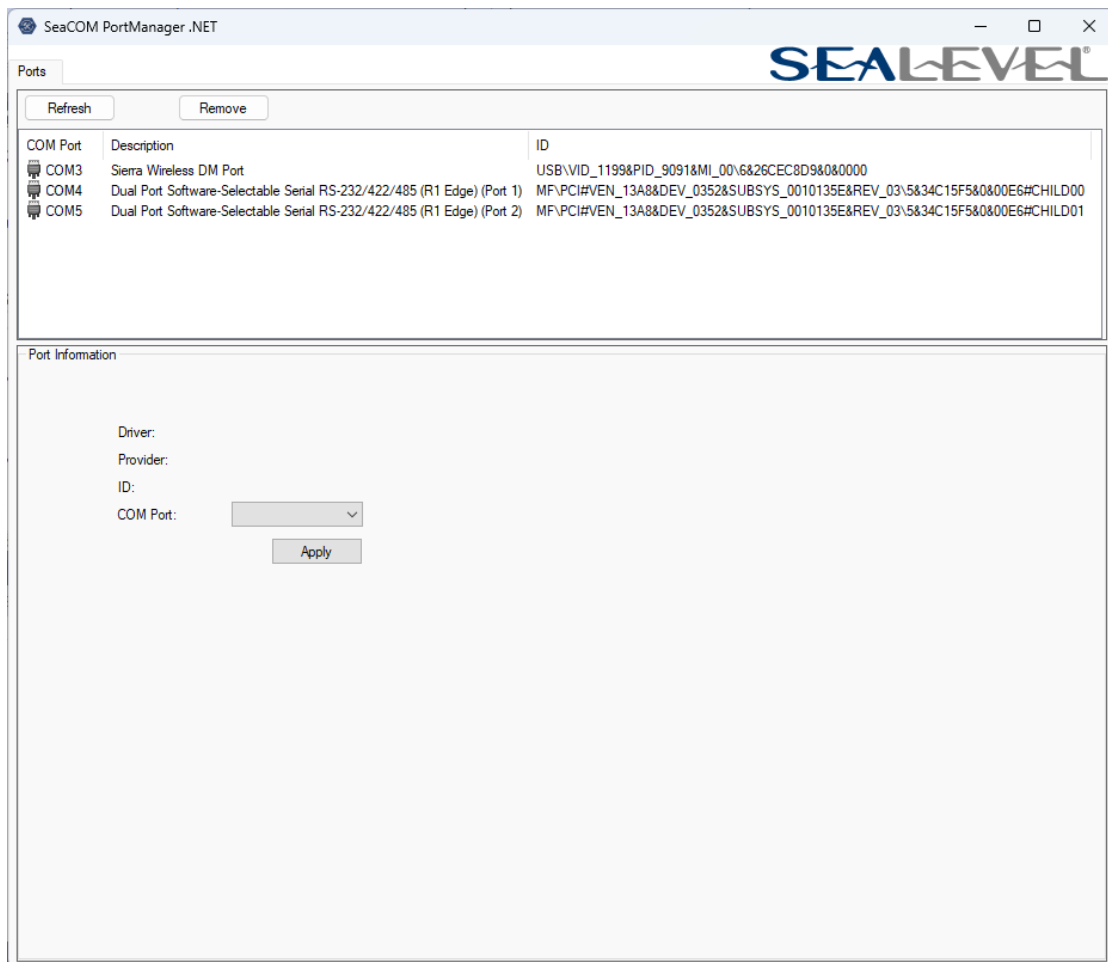 SeaCOM PortManager .NET
SEALEVEL®
Ports
Refresh Remove
COM Port Description ID
COM3 Sierra Wireless DM Port USB\VID_1199&PID_9091&MI_00\6&26CEC8D9&0&0000
COM4 Dual Port Software-Selectable Serial RS-232/422/485 (R1 Edge) (Port 1) MF\PCI#VEN_13A8&DEV_0352&SUBSYS_0010135E&REV_03\5&34C15F5&0&00E6#CHILD00
COM5 Dual Port Software-Selectable Serial RS-232/422/485 (R1 Edge) (Port 2) MF\PCI#VEN_13A8&DEV_0352&SUBSYS_0010135E&REV_03\5&34C15F5&0&00E6#CHILD01
Port Information
Driver:
Provider:
ID:
COM Port:
Apply